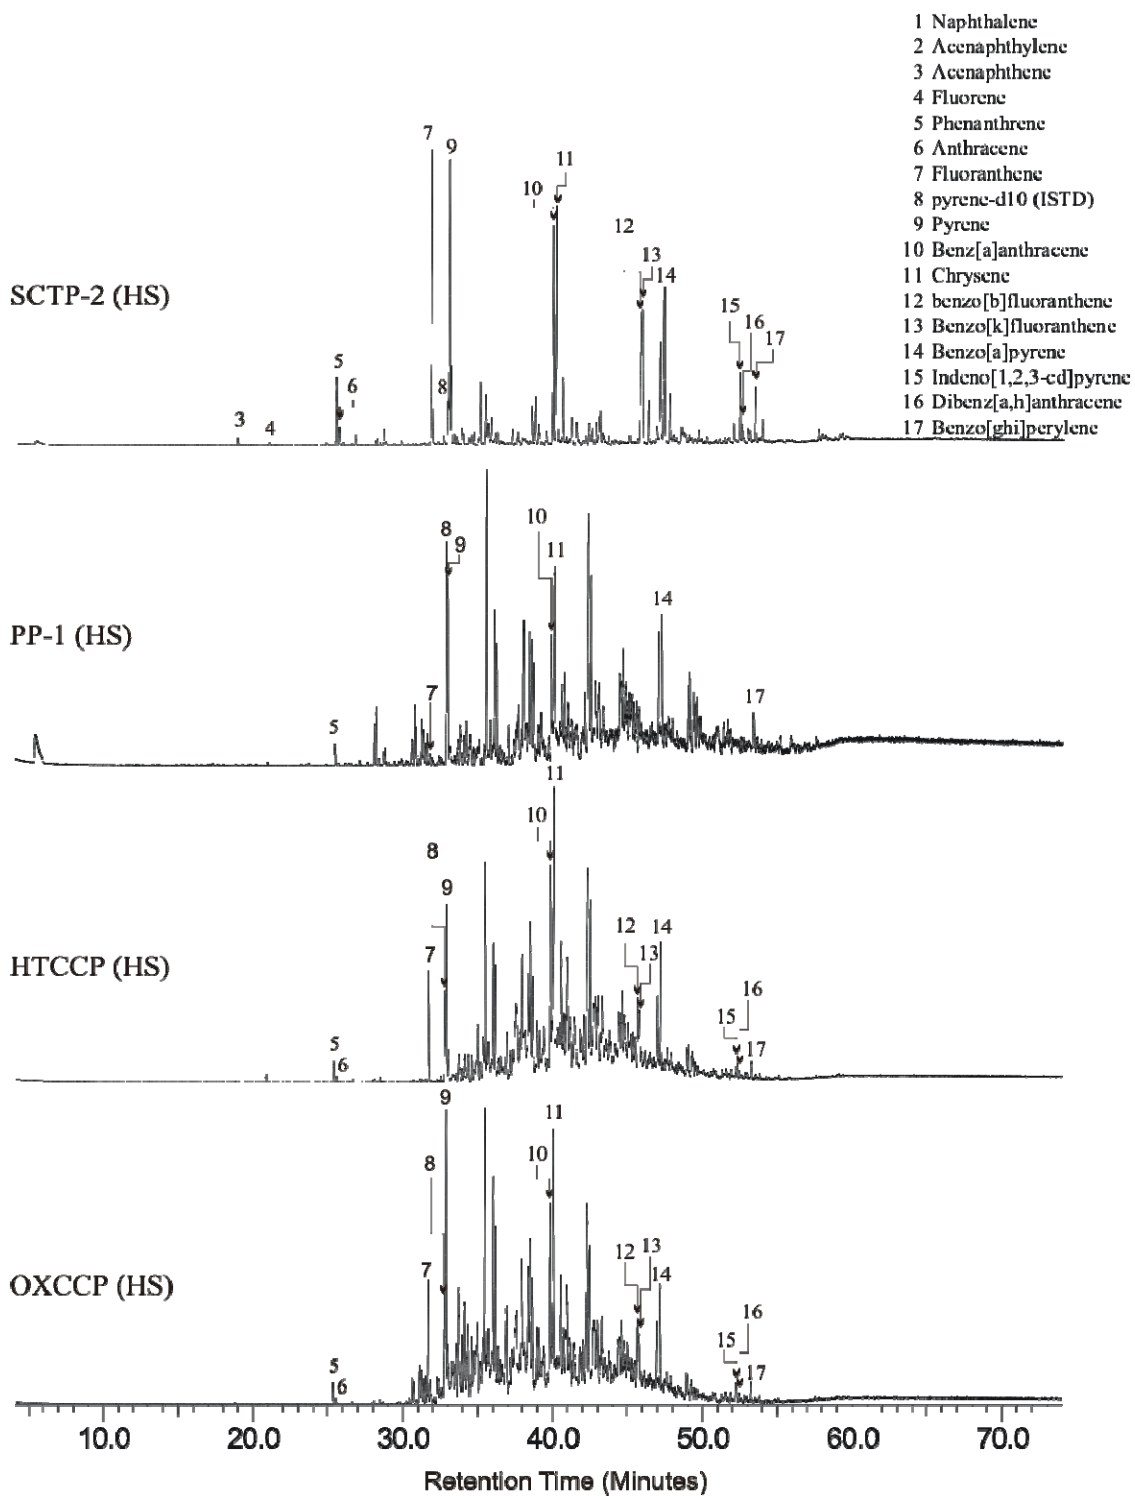 1 Naphthalene
2 Acenaphthylene
3 Acenaphthene
4 Fluorene
5 Phenanthrene
6 Anthracene
7 Fluoranthene
8 pyrene-d10 (ISTD)
9 Pyrene
10 Benz[a]anthracene
11 Chrysene
12 benzo[b]fluoranthene
13 Benzo[k]fluoranthene
14 Benzo[a]pyrene
15 Indeno[1,2,3-cd]pyrene
16 Dibenz[a,h]anthracene
17 Benzo[ghi]perylene
SCTP-2 (HS)
3 4 5 6 7 8 9 10 11 12 13 14 15 16 17
PP-1 (HS)
5 7 8 9 10 11 14 17
HTCCP (HS)
5 6 7 8 9 10 11 12 13 14 15 16 17
OXCCP (HS)
5 6 7 8 9 10 11 12 13 14 15 16 17
10.0 20.0 30.0 40.0 50.0 60.0 70.0
Retention Time (Minutes)